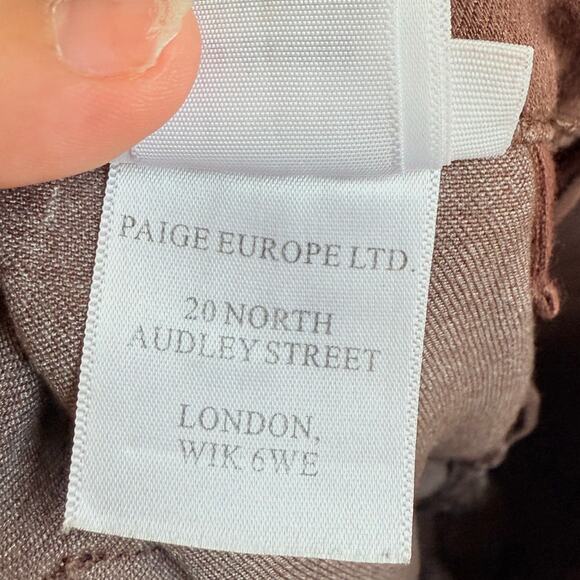 PAIGE EUROPE LTD.
20 NORTH
AUDLEY STREET
LONDON,
WIK 6WE